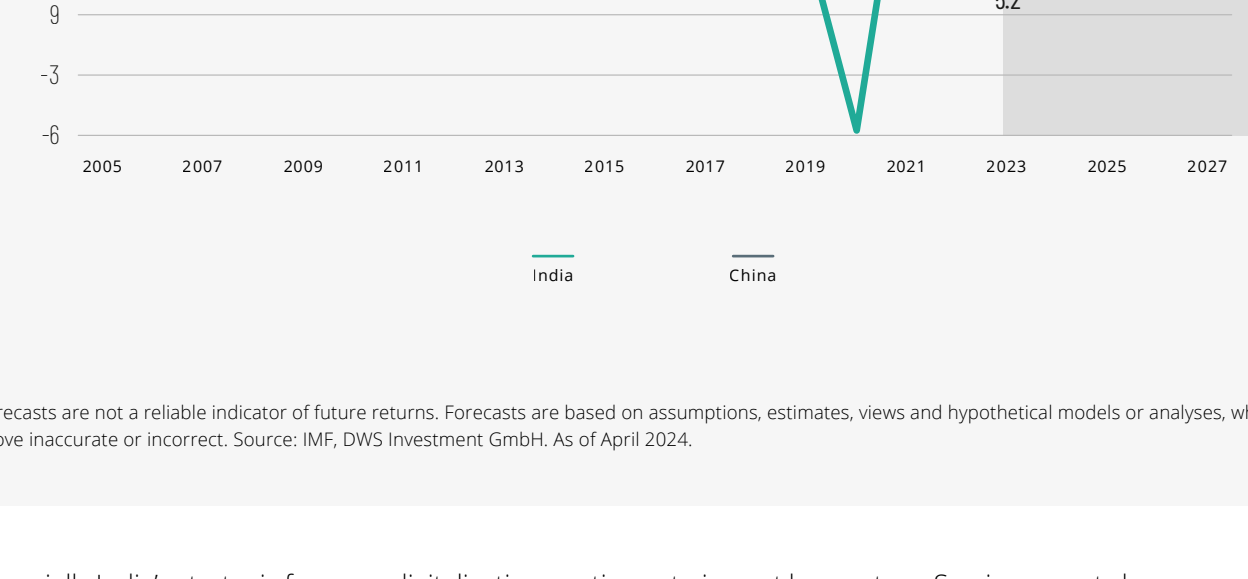 5.2
9
-3
-6
2005 2007 2009 2011 2013 2015 2017 2019 2021 2023 2025 2027
India China
recasts are not a reliable indicator of future returns. Forecasts are based on assumptions, estimates, views and hypothetical models or analyses, wh
ove inaccurate or incorrect. Source: IMF, DWS Investment GmbH. As of April 2024.